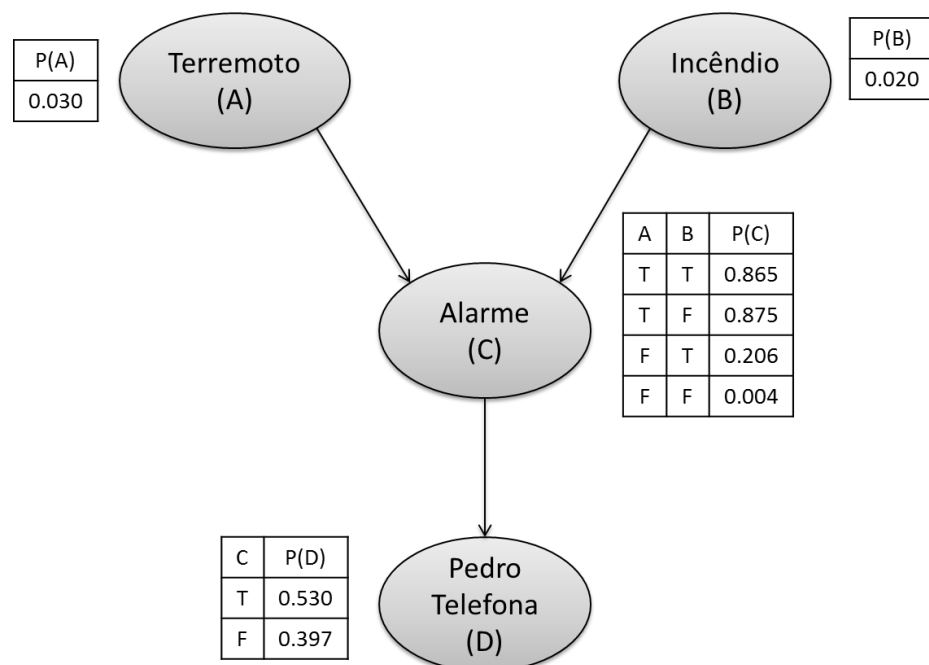 Terremoto
(A)
P(A)
0.030
Incêndio
(B)
P(B)
0.020
Alarme
(C)
A B P(C)
T T 0.865
T F 0.875
F T 0.206
F F 0.004
C P(D)
T 0.530
F 0.397
Pedro
Telefona
(D)